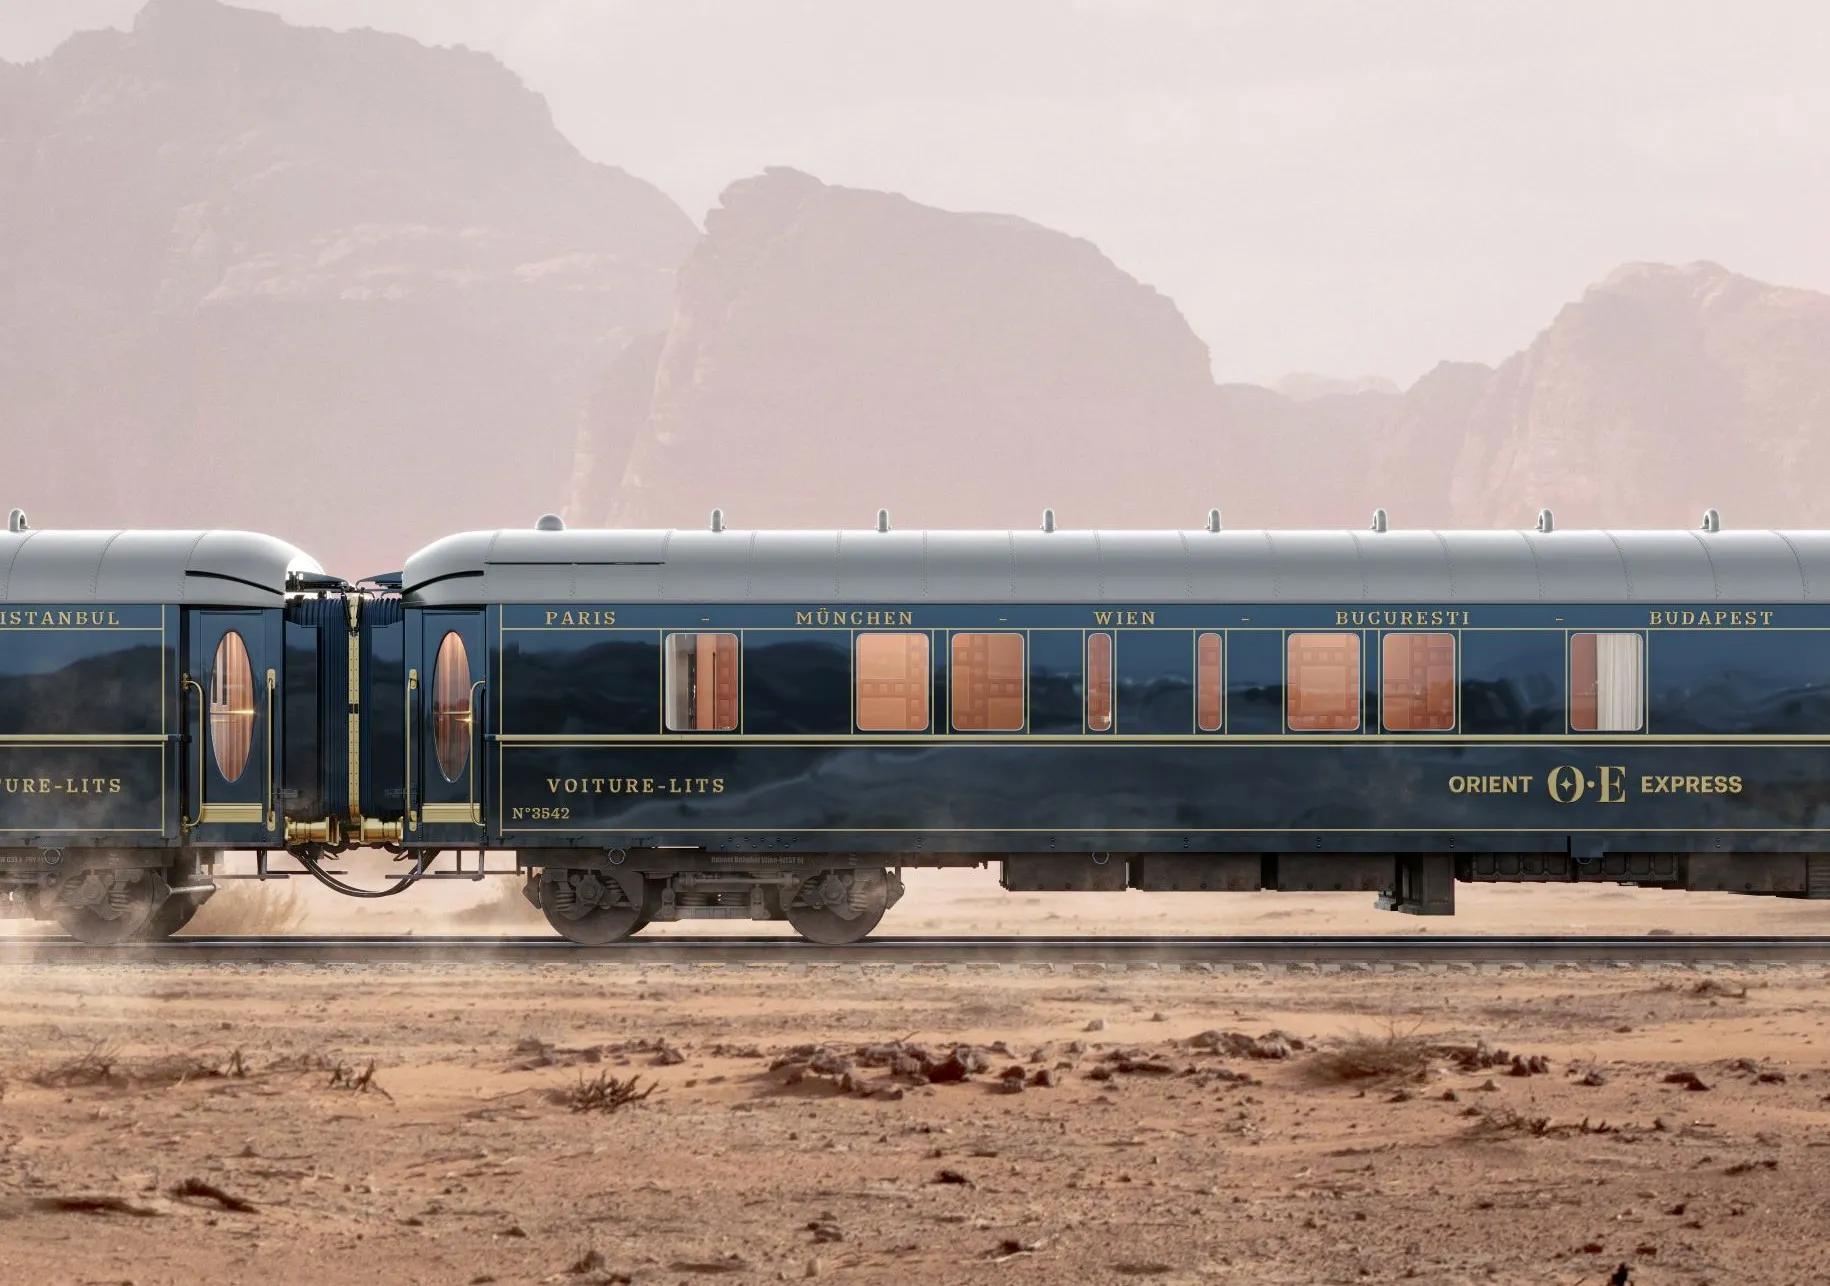 ISTANBUL
PARIS - MÜNCHEN - WIEN - BUCURESTI - BUDAPEST
URE-LITS
VOITURE-LITS
ORIENT O·E EXPRESS
N°3542